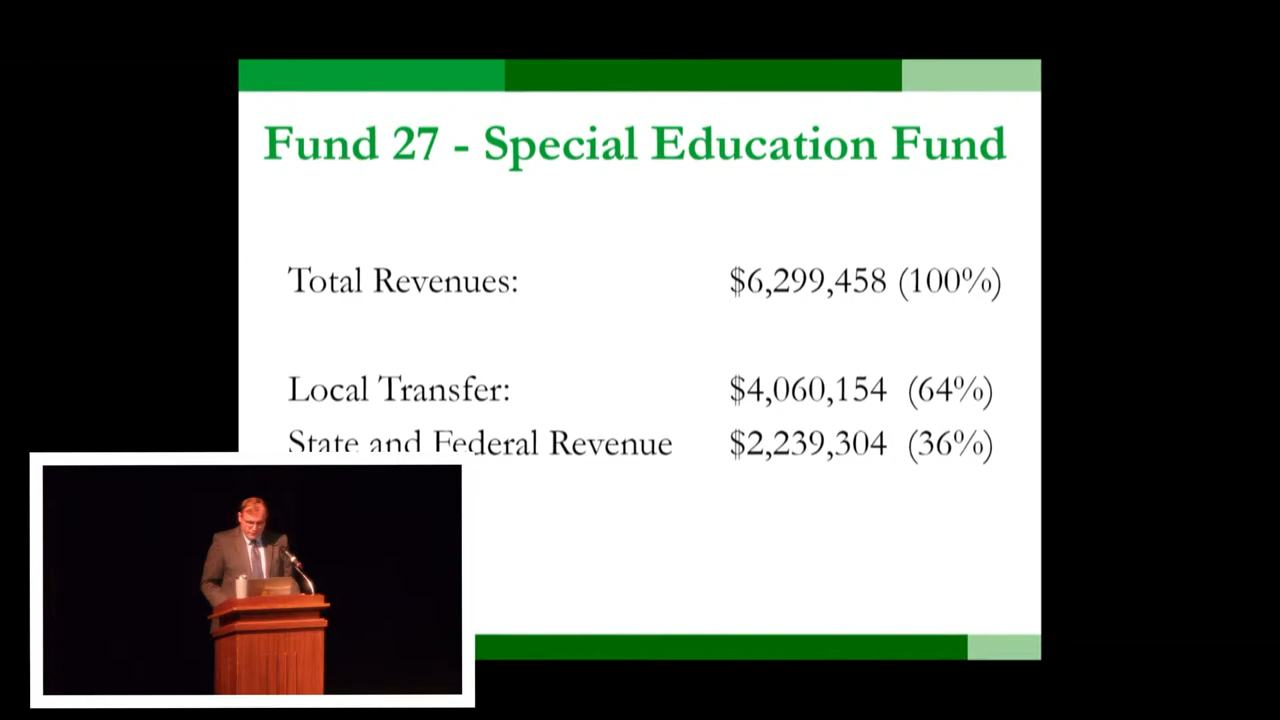 Fund 27 - Special Education Fund
Total Revenues: $6,299,458 (100%)
Local Transfer: $4,060,154 (64%)
State and Federal Revenue $2,239,304 (36%)